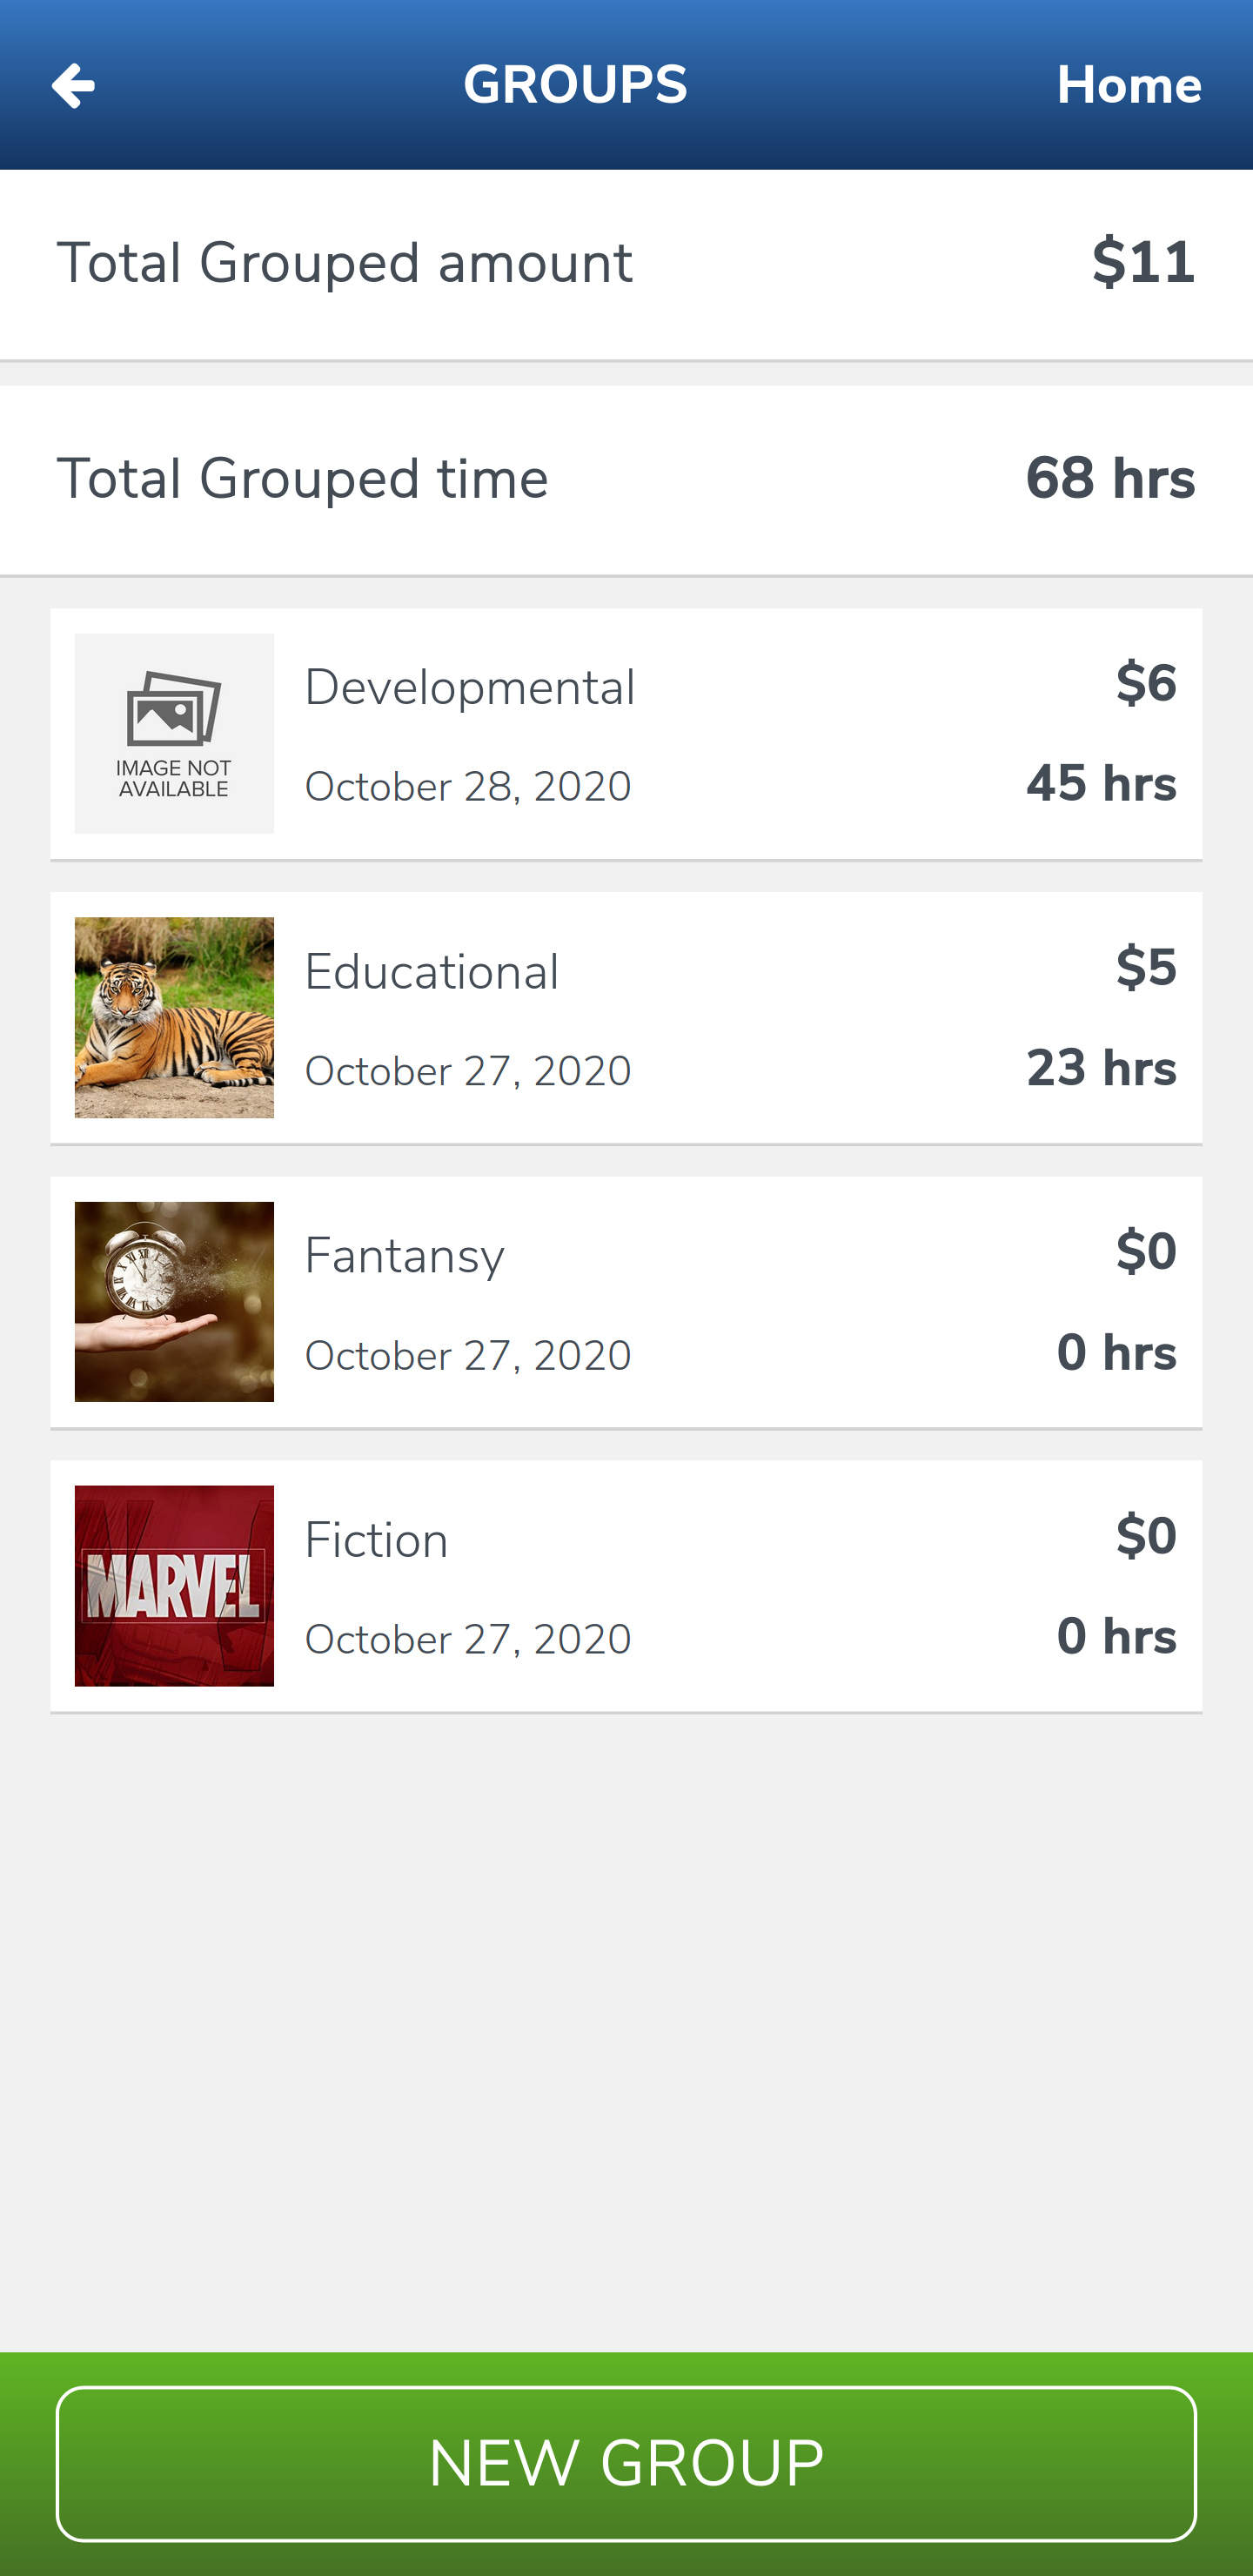 GROUPS
Home
Total Grouped amount
$11
Total Grouped time
68 hrs
IMAGE NOT
AVAILABLE
Developmental
$6
October 28, 2020
45 hrs
Educational
$5
October 27, 2020
23 hrs
Fantansy
$0
October 27, 2020
0 hrs
MARVEL
Fiction
$0
October 27, 2020
0 hrs
NEW GROUP